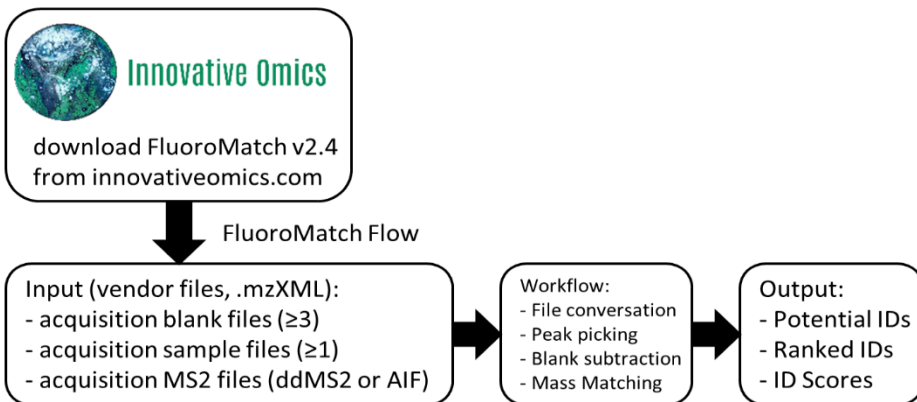 Innovative Omics
download FluoroMatch v2.4
from innovativeomics.com
FluoroMatch Flow
Input (vendor files, .mzXML):
- acquisition blank files (≥3)
- acquisition sample files (≥1)
- acquisition MS2 files (ddMS2 or AIF)
Workflow:
- File conversation
- Peak picking
- Blank subtraction
- Mass Matching
Output:
- Potential IDs
- Ranked IDs
- ID Scores